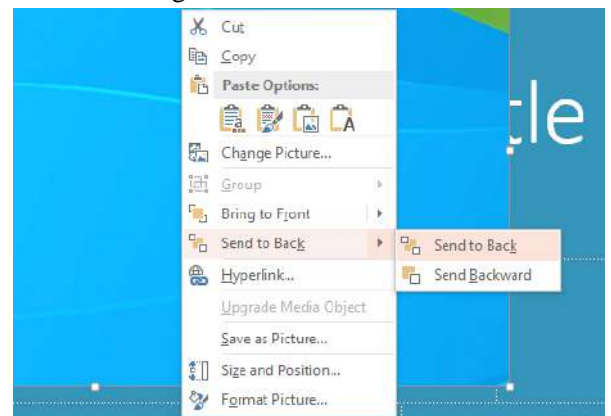 Cut
Copy
Paste Options:
tle
Change Picture...
Group
Bring to Front
Send to Back
Send to Back
Hyperlink...
Send Backward
Upgrade Media Object
Save as Picture...
Size and Position...
Format Picture...